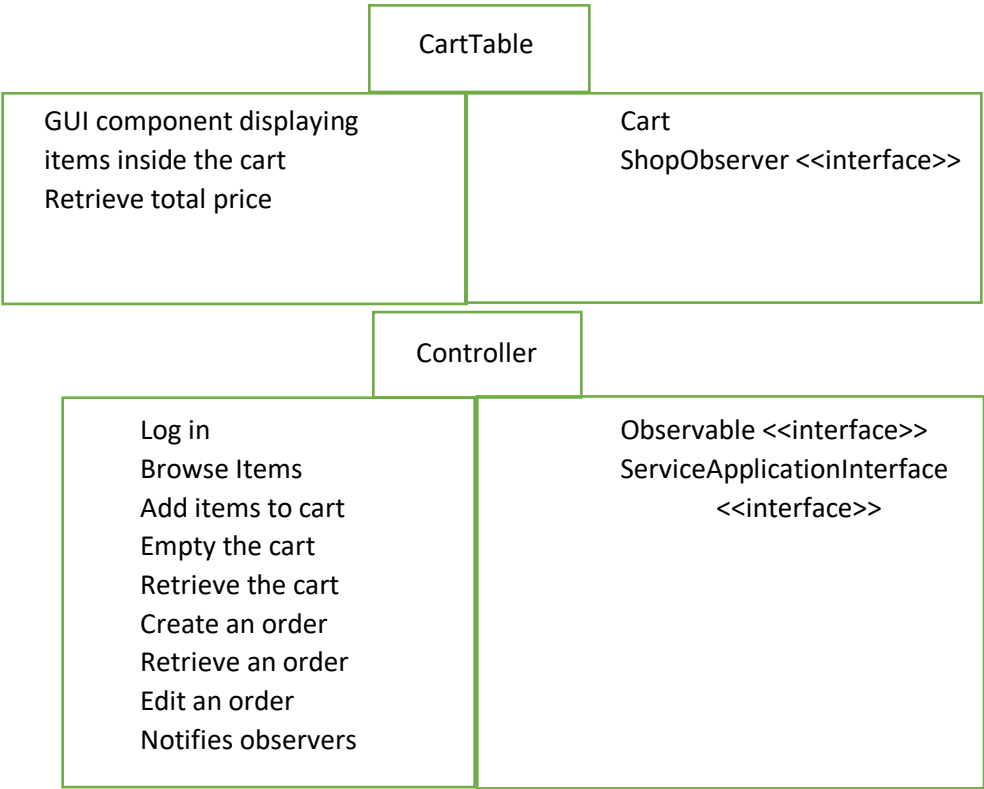 CartTable
GUI component displaying
items inside the cart
Retrieve total price
Cart
ShopObserver <<interface>>
Controller
Log in
Browse Items
Add items to cart
Empty the cart
Retrieve the cart
Create an order
Retrieve an order
Edit an order
Notifies observers
Observable <<interface>>
ServiceApplicationInterface
<<interface>>